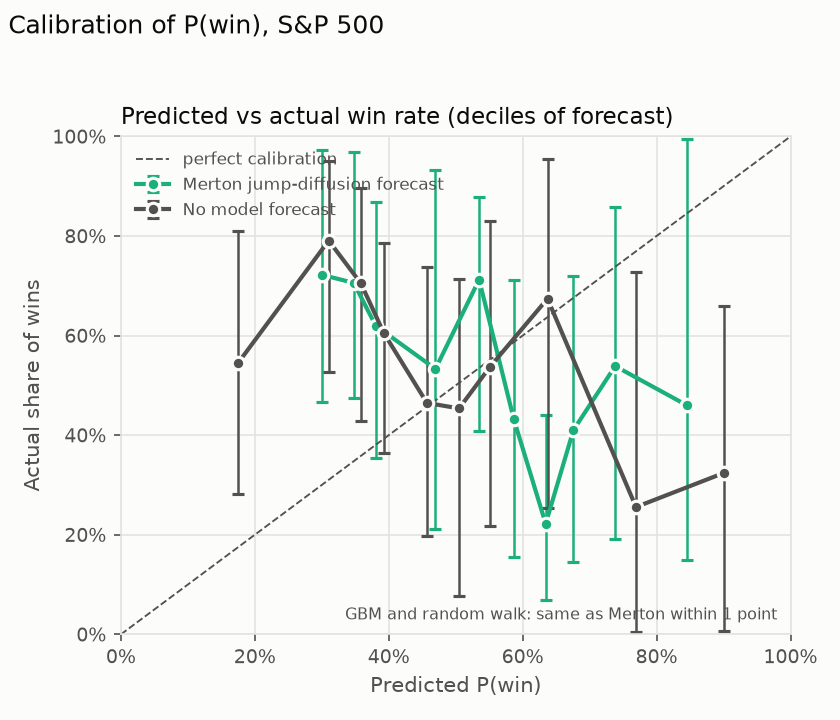 Calibration of P(win), S&P 500
Predicted vs actual win rate (deciles of forecast)
100%
80%
60%
40%
20%
0%
Actual share of wins
perfect calibration
Merton jump-diffusion forecast
No model forecast
GBM and random walk: same as Merton within 1 point
0%
20%
40%
60%
80%
100%
Predicted P(win)